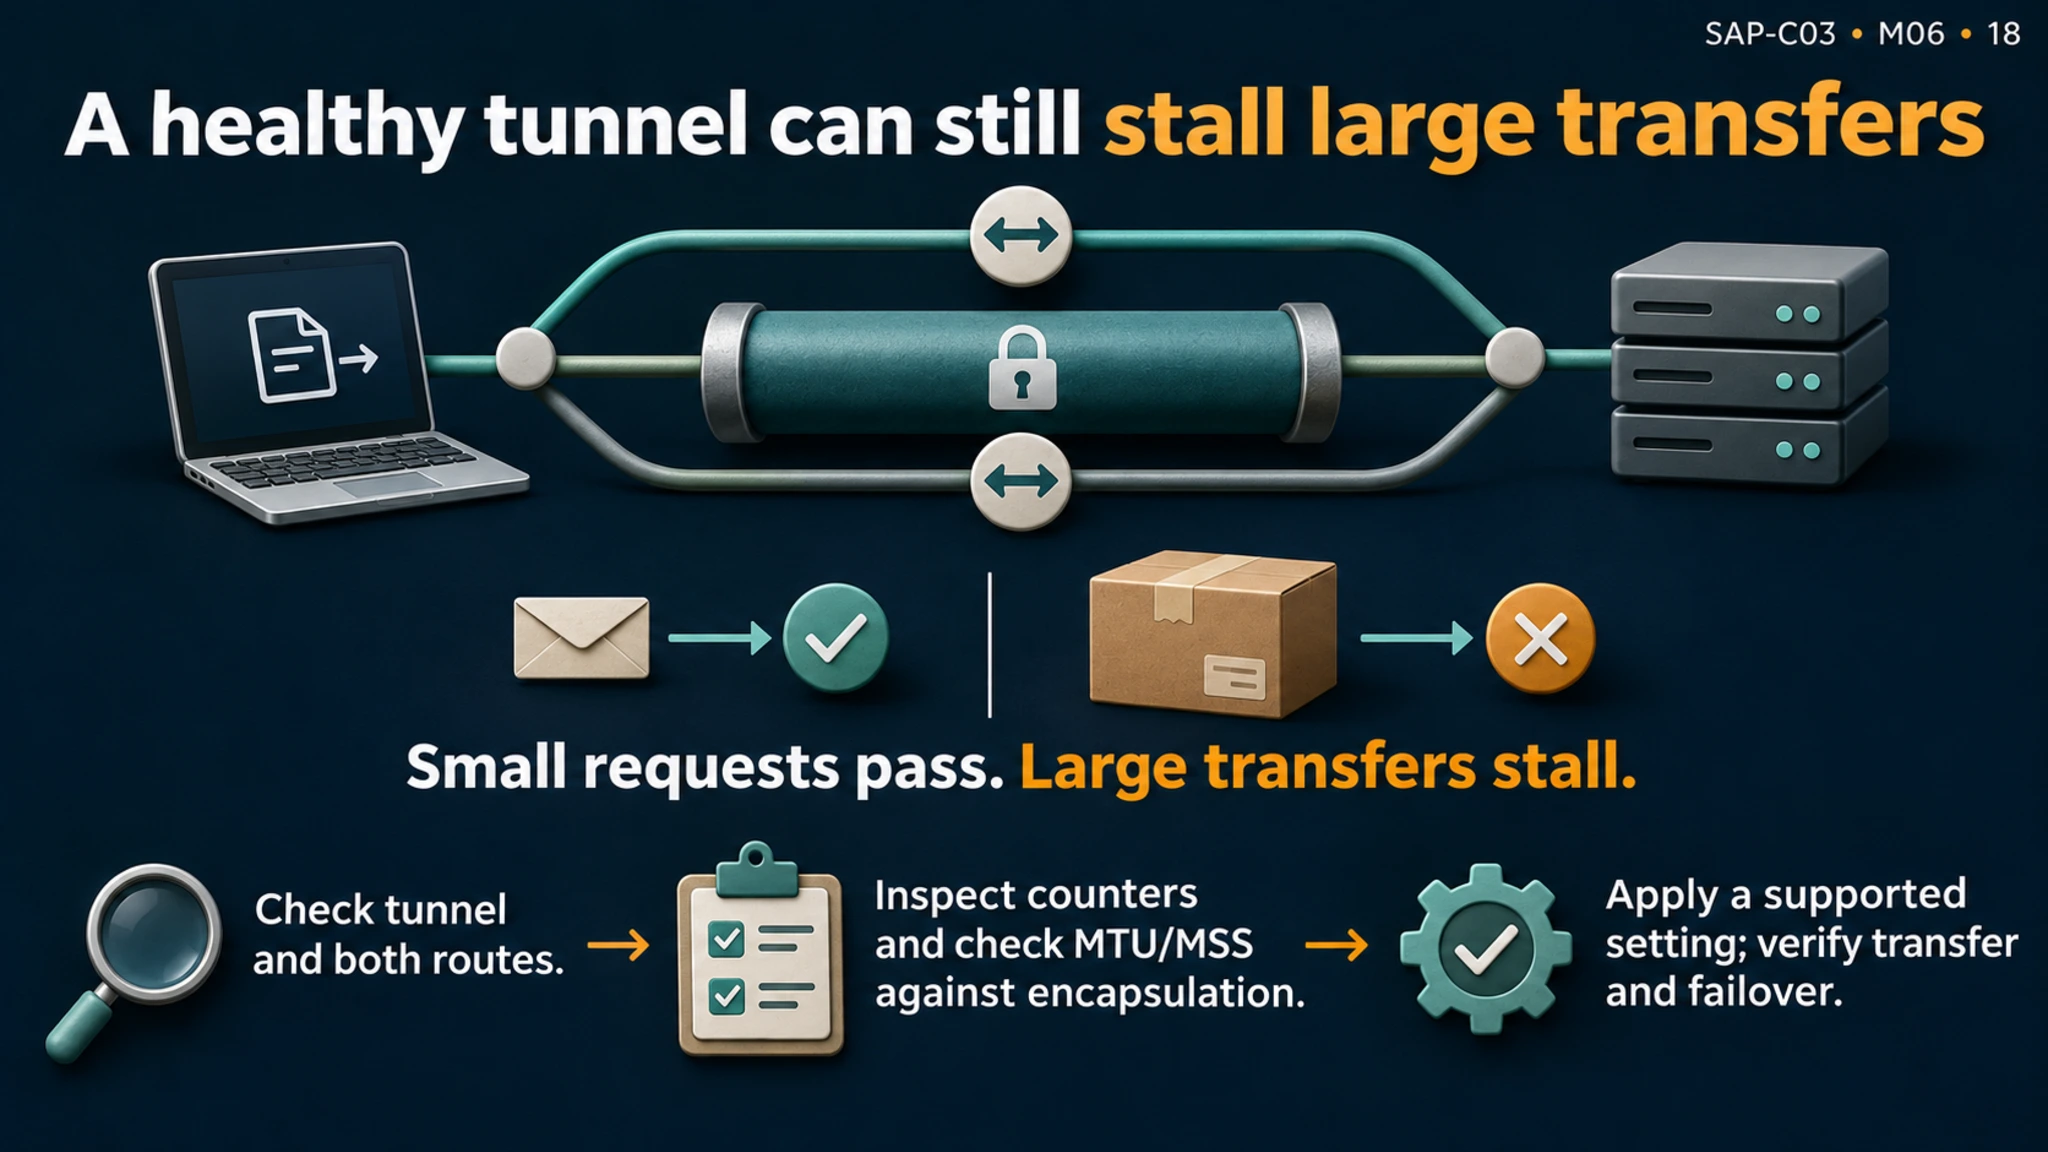 SAP-C03 • M06 • 18
A healthy tunnel can still stall large transfers
Small requests pass. Large transfers stall.
Check tunnel
and both routes.
Inspect counters
and check MTU/MSS
against encapsulation.
Apply a supported
setting; verify transfer
and failover.